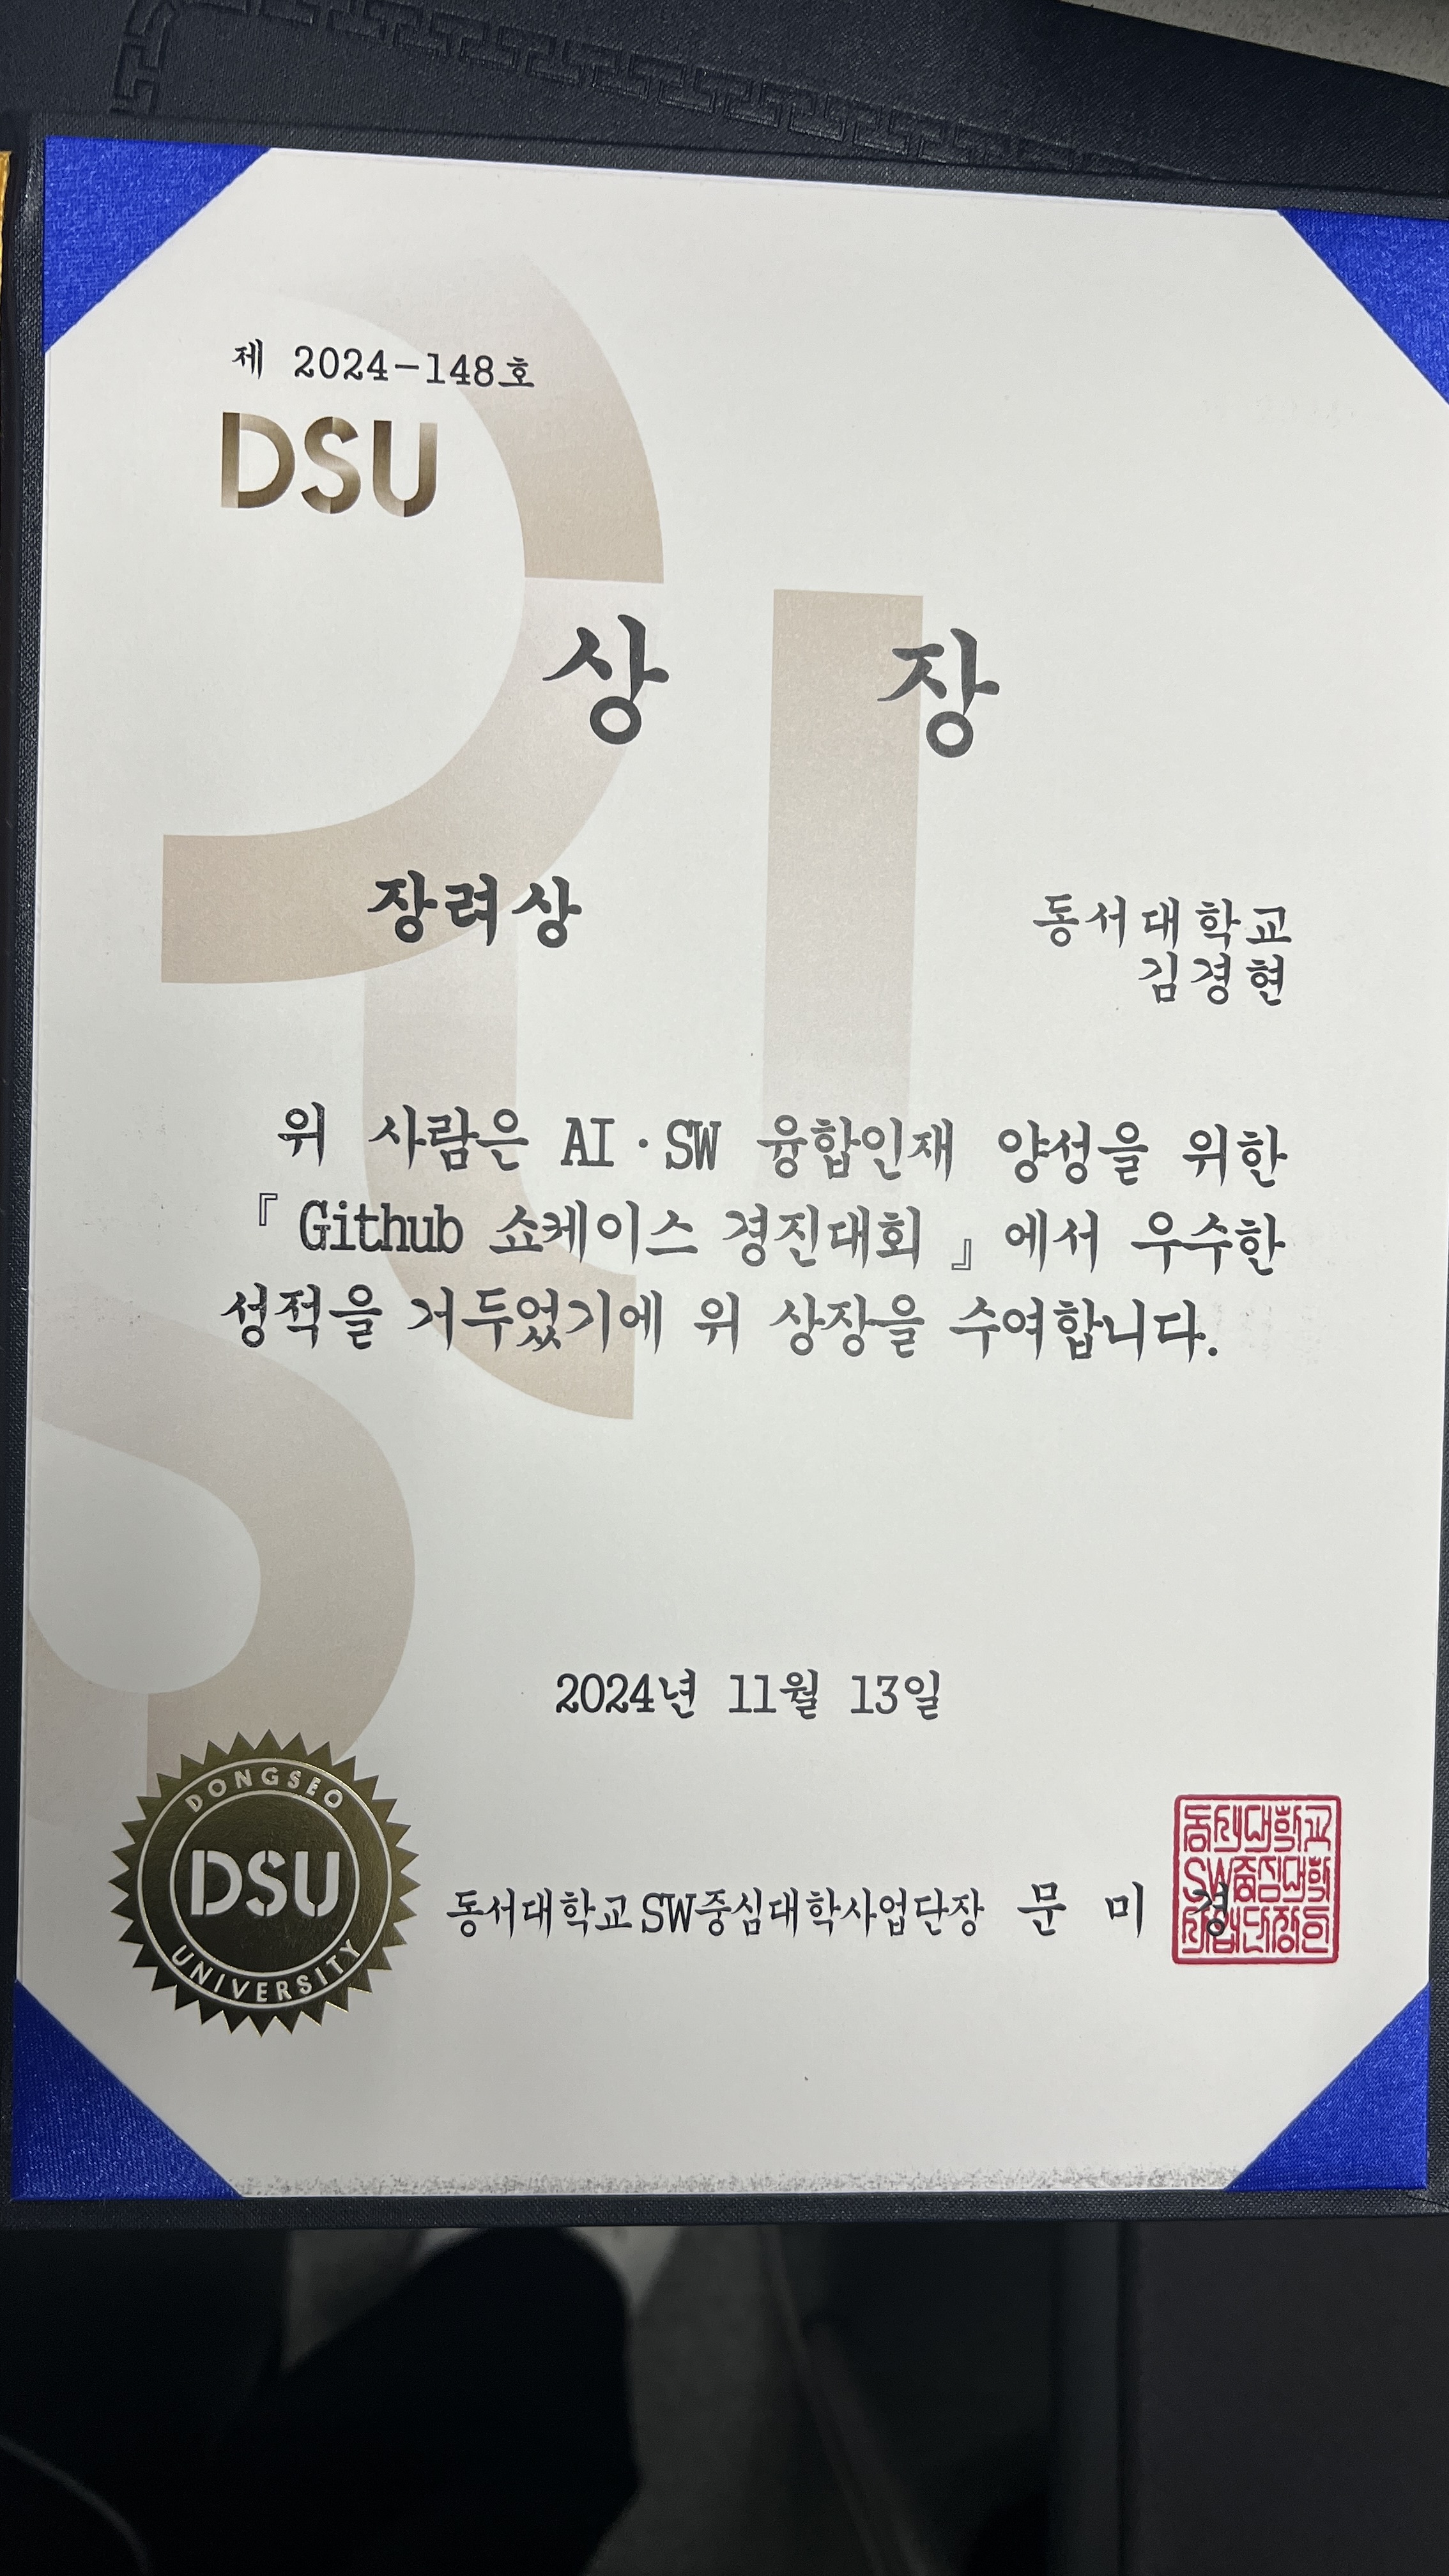 제 2024-148호
DSU
상 장
장려상
동서대학교
김경현
위 사람은 AI·SW 융합인재 양성을 위한
『 Github 쇼케이스 경진대회 』에서 우수한
성적을 거두었기에 위 상장을 수여합니다.
2024년 11월 13일
DONGSEO
DSU
UNIVERSITY
동서대학교SW중심대학사업단장 문 미 경
동서대학교
SW중심대학
사업단장인